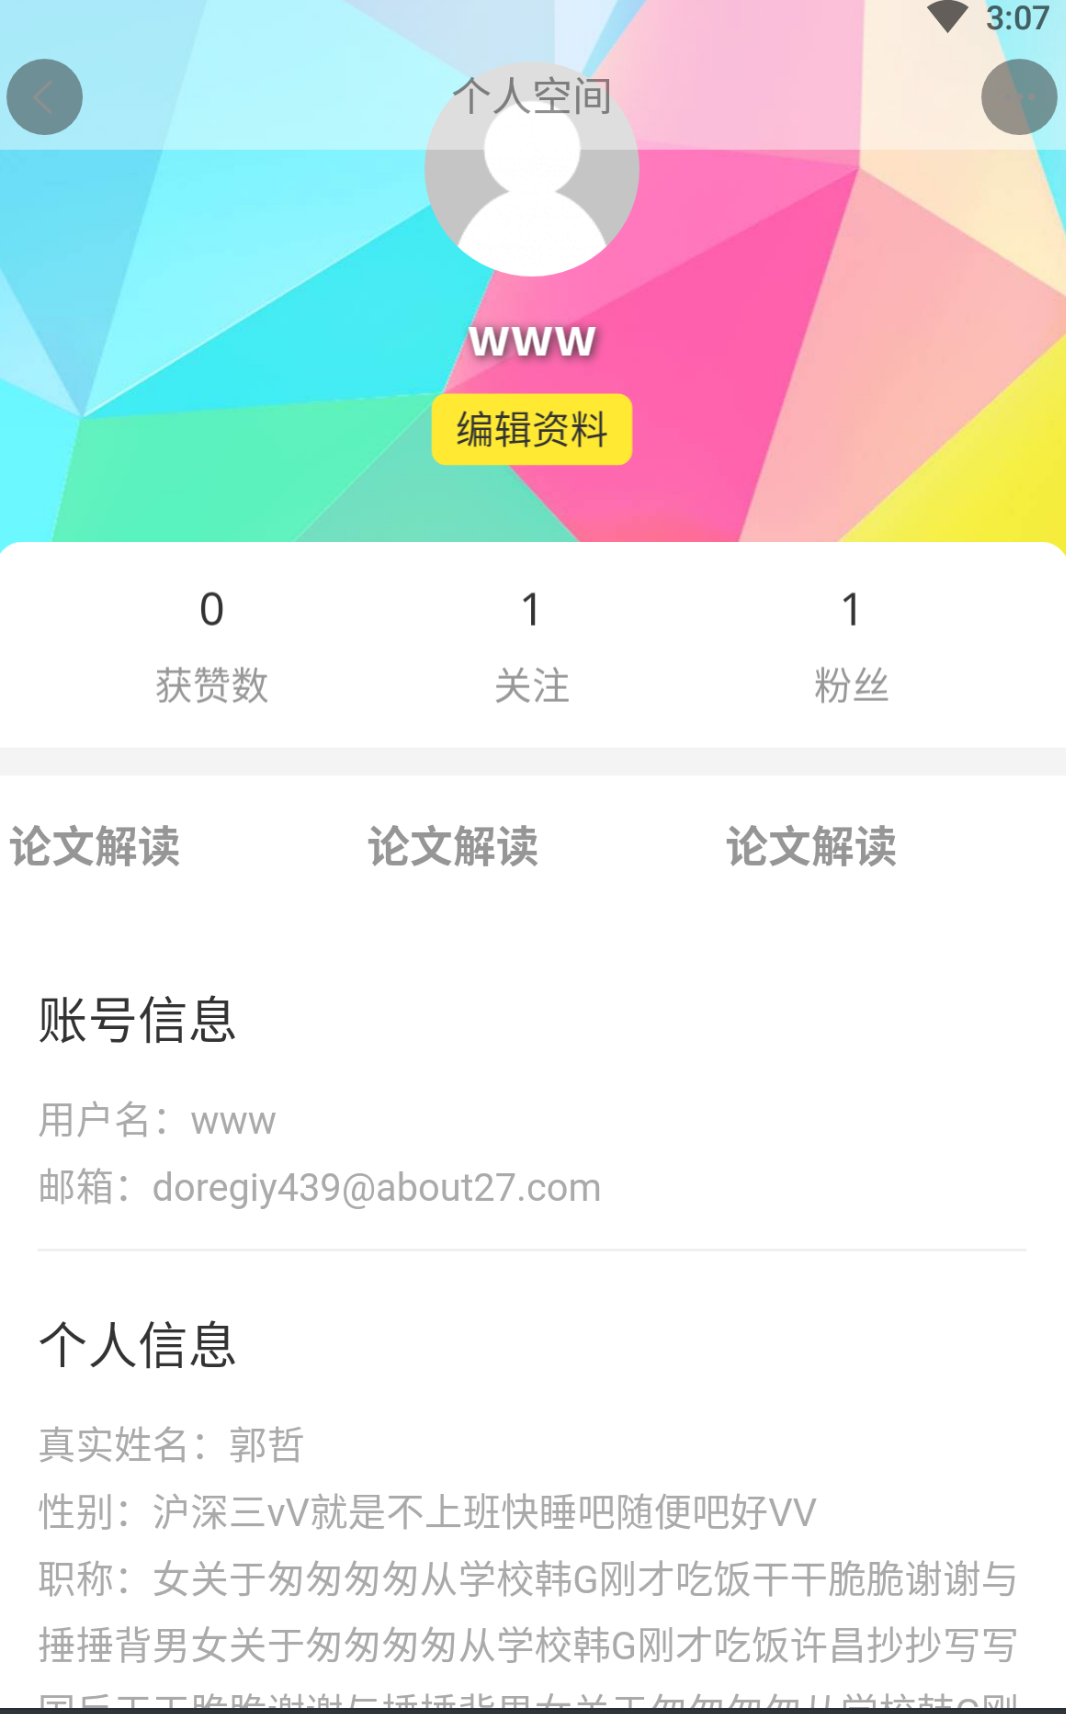 3:07
个人空间
www
编辑资料
0 1 1
获赞数 关注 粉丝
论文解读 论文解读 论文解读
账号信息
用户名：www
邮箱：doregiy439@about27.com
个人信息
真实姓名：郭哲
性别：沪深三vV就是不上班快睡吧随便吧好VV
职称：女关于匆匆匆匆从学校韩G刚才吃饭干干脆脆谢谢与
捶捶背男女关于匆匆匆匆从学校韩G刚才吃饭许昌抄抄写写